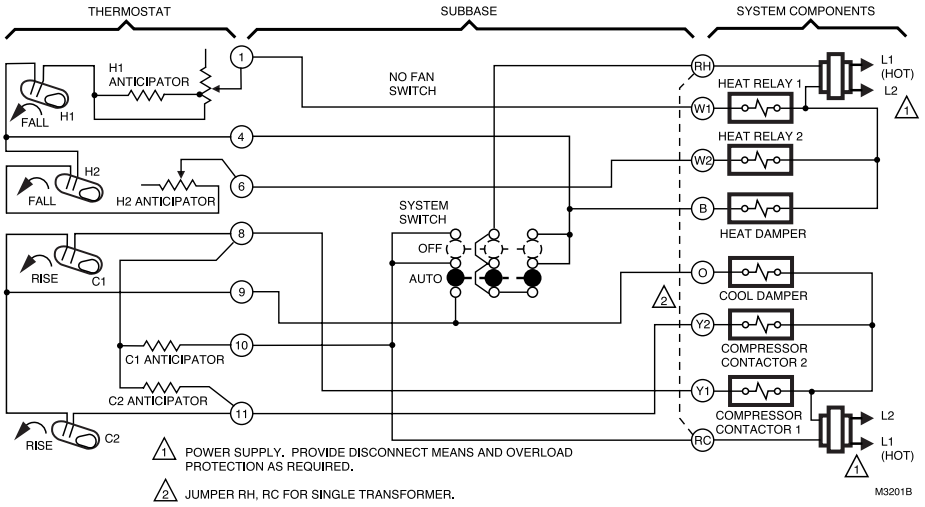 THERMOSTAT
SUBBASE
SYSTEM COMPONENTS
H1
ANTICIPATOR
1
NO FAN
SWITCH
RH
L1
(HOT)
L2
HEAT RELAY 1
1
W1
H1
FALL
4
HEAT RELAY 2
W2
H2
FALL
H2 ANTICIPATOR
6
SYSTEM
SWITCH
B
HEAT DAMPER
8
OFF
RISE
C1
AUTO
O
COOL DAMPER
9
2
Y2
COMPRESSOR
CONTACTOR 2
10
C1 ANTICIPATOR
Y1
COMPRESSOR
CONTACTOR 1
C2 ANTICIPATOR
11
L2
L1
(HOT)
RC
1
RISE
C2
1 POWER SUPPLY. PROVIDE DISCONNECT MEANS AND OVERLOAD
PROTECTION AS REQUIRED.
2 JUMPER RH, RC FOR SINGLE TRANSFORMER.
M3201B